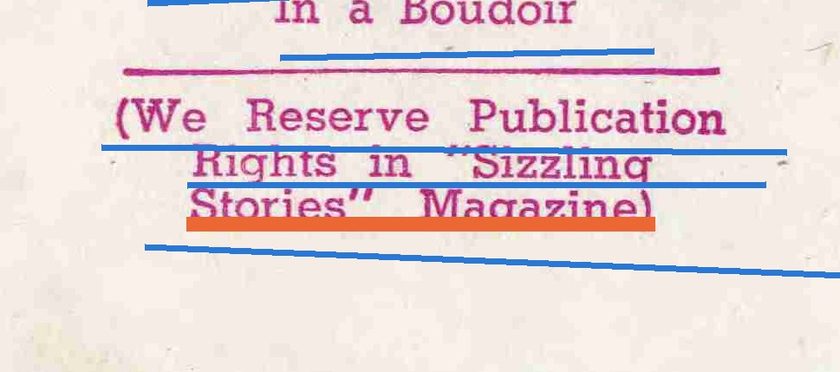 In a Boudoir
(We Reserve Publication
Rights in "Sizzling
Stories" Magazine)